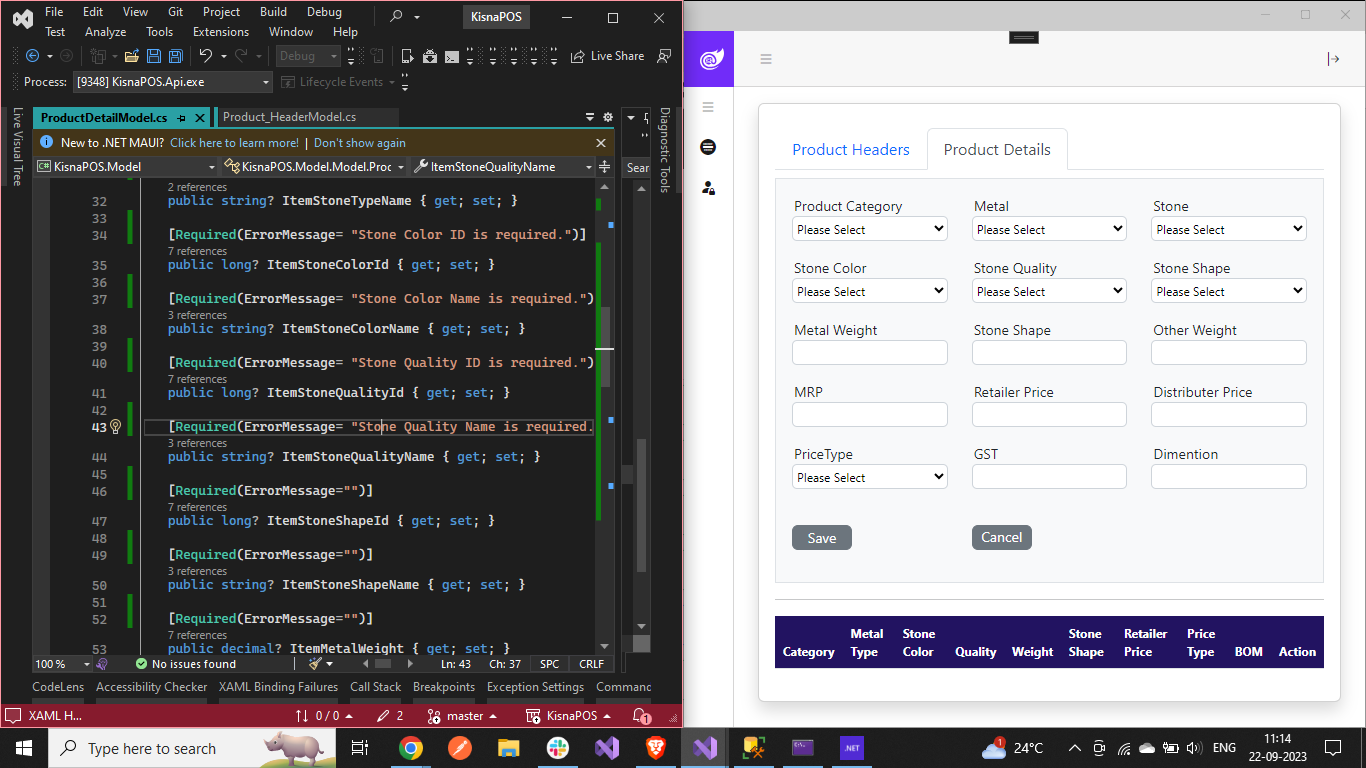 File Edit View Git Project Build Debug
Test Analyze Tools Extensions Window Help
KisnaPOS
Debug
Live Share
Process: [9348] KisnaPOS.Api.exe
Lifecycle Events
Live Visual Tree
ProductDetailModel.cs
Product_HeaderModel.cs
New to .NET MAUI? Click here to learn more! | Don't show again
C# KisnaPOS.Model
KisnaPOS.Model.Model.Proc
ItemStoneQualityName
Sear
Diagnostic Tools
2 references
32 public string? ItemStoneTypeName { get; set; }
33
34 [Required(ErrorMessage= "Stone Color ID is required.")]
7 references
35 public long? ItemStoneColorId { get; set; }
36
37 [Required(ErrorMessage= "Stone Color Name is required.")
3 references
38 public string? ItemStoneColorName { get; set; }
39
40 [Required(ErrorMessage= "Stone Quality ID is required.")
7 references
41 public long? ItemStoneQualityId { get; set; }
42
43 [Required(ErrorMessage= "Stone Quality Name is required.
3 references
44 public string? ItemStoneQualityName { get; set; }
45
46 [Required(ErrorMessage="")]
7 references
47 public long? ItemStoneShapeId { get; set; }
48
49 [Required(ErrorMessage="")]
3 references
50 public string? ItemStoneShapeName { get; set; }
51
52 [Required(ErrorMessage="")]
7 references
53 public decimal? ItemMetalWeight { get; set; }
100 % No issues found Ln: 43 Ch: 37 SPC CRLF
CodeLens Accessibility Checker XAML Binding Failures Call Stack Breakpoints Exception Settings Command
XAML H... 0 / 0 2 master KisnaPOS 1
Product Headers Product Details
Product Category Metal Stone
Please Select Please Select Please Select
Stone Color Stone Quality Stone Shape
Please Select Please Select Please Select
Metal Weight Stone Shape Other Weight
MRP Retailer Price Distributer Price
PriceType GST Dimention
Please Select
Save Cancel
Category Metal Type Stone Color Quality Weight Stone Shape Retailer Price Price Type BOM Action
Type here to search
.NET
1
24°C
ENG
11:14
22-09-2023